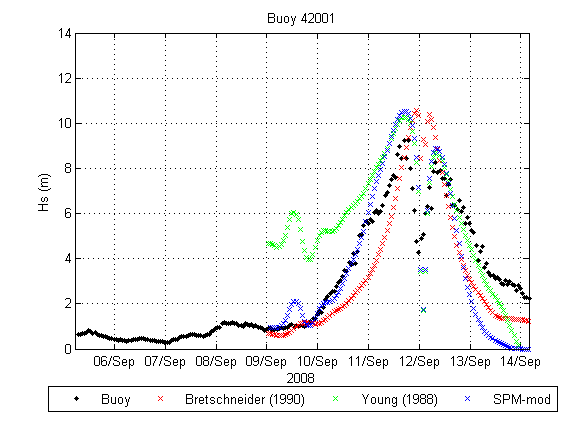 Buoy 42001
14
12
10
8
6
4
2
0
Hs (m)
06/Sep 07/Sep 08/Sep 09/Sep 10/Sep 11/Sep 12/Sep 13/Sep 14/Sep
2008
Buoy Bretschneider (1990) Young (1988) SPM-mod